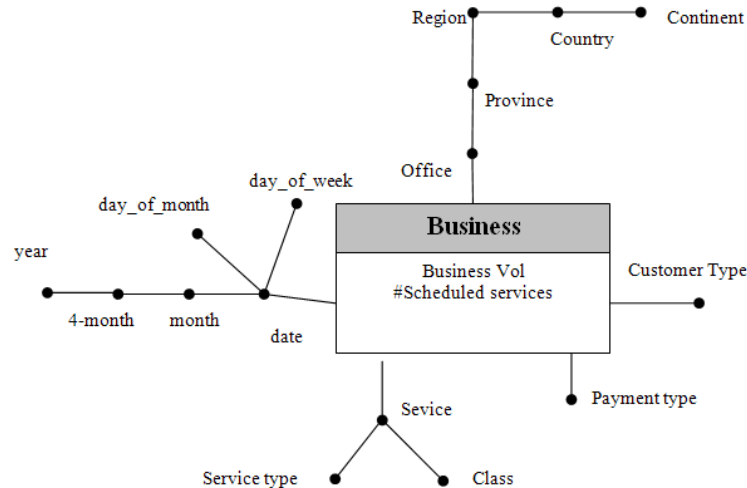 Region
Continent
Country
Province
Office
day_of_week
day_of_month
Business
year
Business Vol
#Scheduled services
Customer Type
4-month
month
date
Payment type
Sevice
Service type
Class